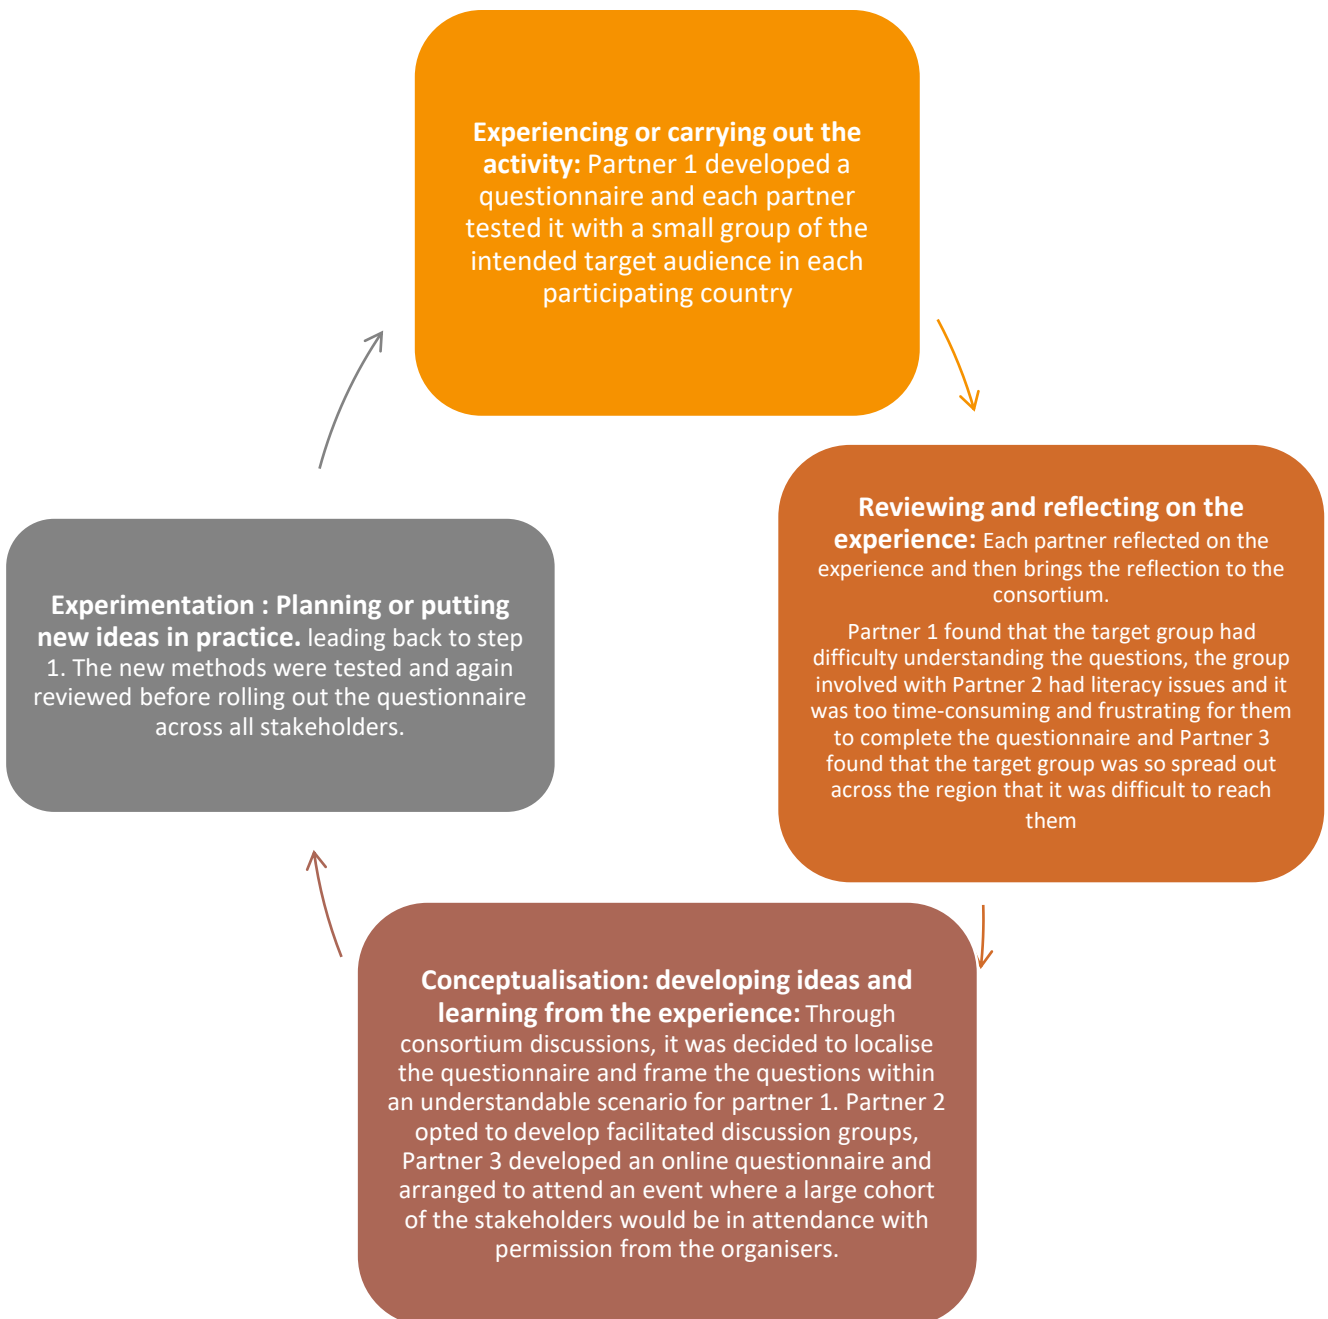 Experiencing or carrying out the
activity: Partner 1 developed a
questionnaire and each partner
tested it with a small group of the
intended target audience in each
participating country
Reviewing and reflecting on the
experience: Each partner reflected on the
experience and then brings the reflection to the
consortium.
Partner 1 found that the target group had
difficulty understanding the questions, the group
involved with Partner 2 had literacy issues and it
was too time-consuming and frustrating for them
to complete the questionnaire and Partner 3
found that the target group was so spread out
across the region that it was difficult to reach
them
Conceptualisation: developing ideas and
learning from the experience: Through
consortium discussions, it was decided to localise
the questionnaire and frame the questions within
an understandable scenario for partner 1. Partner 2
opted to develop facilitated discussion groups,
Partner 3 developed an online questionnaire and
arranged to attend an event where a large cohort
of the stakeholders would be in attendance with
permission from the organisers.
Experimentation : Planning or putting
new ideas in practice. leading back to step
1. The new methods were tested and again
reviewed before rolling out the questionnaire
across all stakeholders.